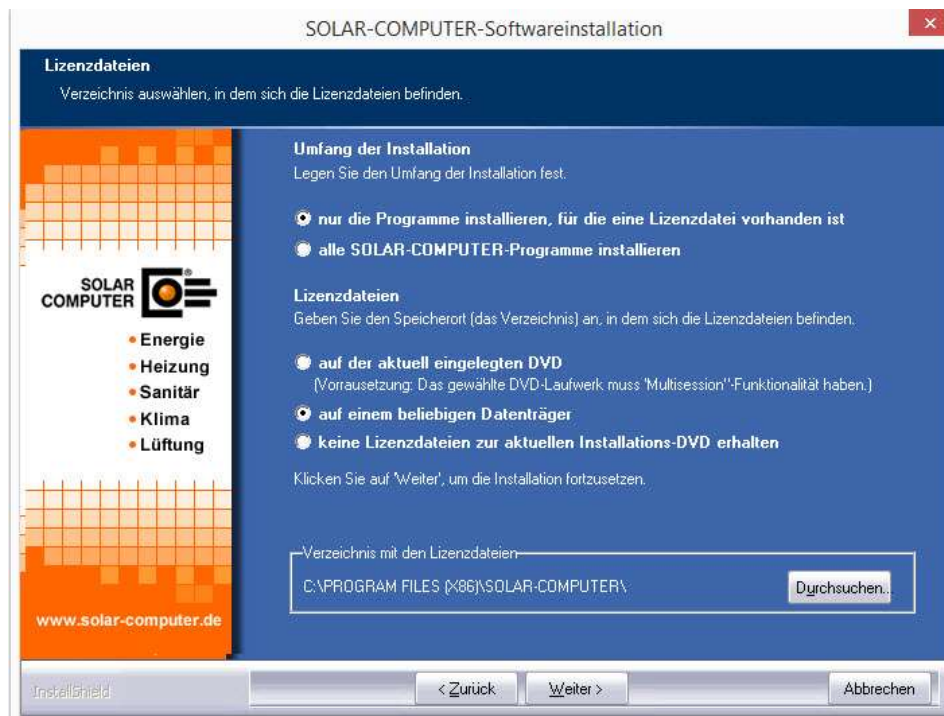 SOLAR-COMPUTER-Softwareinstallation
Lizenzdateien
Verzeichnis auswählen, in dem sich die Lizenzdateien befinden.
Umfang der Installation
Legen Sie den Umfang der Installation fest.
nur die Programme installieren, für die eine Lizenzdatei vorhanden ist
alle SOLAR-COMPUTER-Programme installieren
SOLAR
COMPUTER
®
• Energie
• Heizung
• Sanitär
• Klima
• Lüftung
www.solar-computer.de
Lizenzdateien
Geben Sie den Speicherort (das Verzeichnis) an, in dem sich die Lizenzdateien befinden.
auf der aktuell eingelegten DVD
(Vorrausetzung: Das gewählte DVD-Laufwerk muss 'Multisession"-Funktionalität haben.)
auf einem beliebigen Datenträger
keine Lizenzdateien zur aktuellen Installations-DVD erhalten
Klicken Sie auf 'Weiter', um die Installation fortzusetzen.
Verzeichnis mit den Lizenzdateien
C:\PROGRAM FILES (X86)\SOLAR-COMPUTER\
Durchsuchen...
InstallShield
< Zurück
Weiter >
Abbrechen